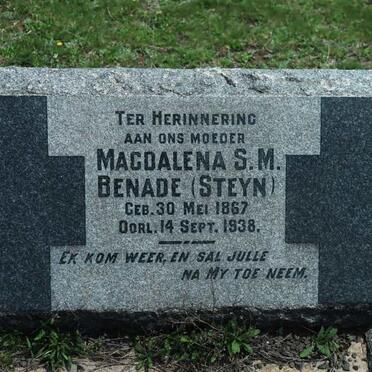 TER HERINNERING
AAN ONS MOEDER
MAGDALENA S.M.
BENADE (STEYN)
GEB. 30 MEI 1867
OORL. 14 SEPT. 1938.
EK KOM WEER, EN SAL JULLE
NA MY TOE NEEM.